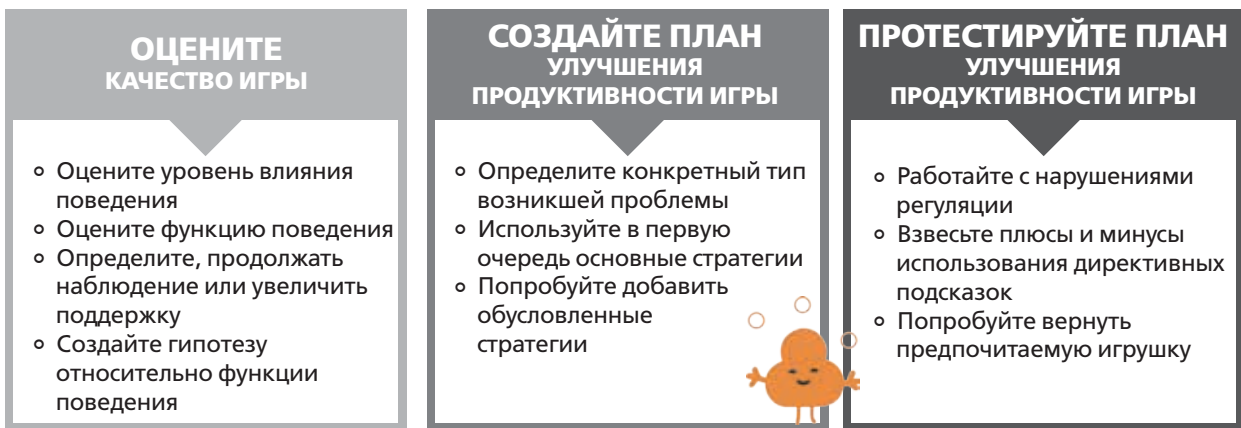 ОЦЕНИТЕ
КАЧЕСТВО ИГРЫ
Оцените уровень влияния
поведения
Оцените функцию поведения
Определите, продолжать
наблюдение или увеличить
поддержку
Создайте гипотезу
относительно функции
поведения
СОЗДАЙТЕ ПЛАН
УЛУЧШЕНИЯ
ПРОДУКТИВНОСТИ ИГРЫ
Определите конкретный тип
возникшей проблемы
Используйте в первую
очередь основные стратегии
Попробуйте добавить
обусловленные
стратегии
ПРОТЕСТИРУЙТЕ ПЛАН
УЛУЧШЕНИЯ
ПРОДУКТИВНОСТИ ИГРЫ
Работайте с нарушениями
регуляции
Взвесьте плюсы и минусы
использования директивных
подсказок
Попробуйте вернуть
предпочитаемую игрушку